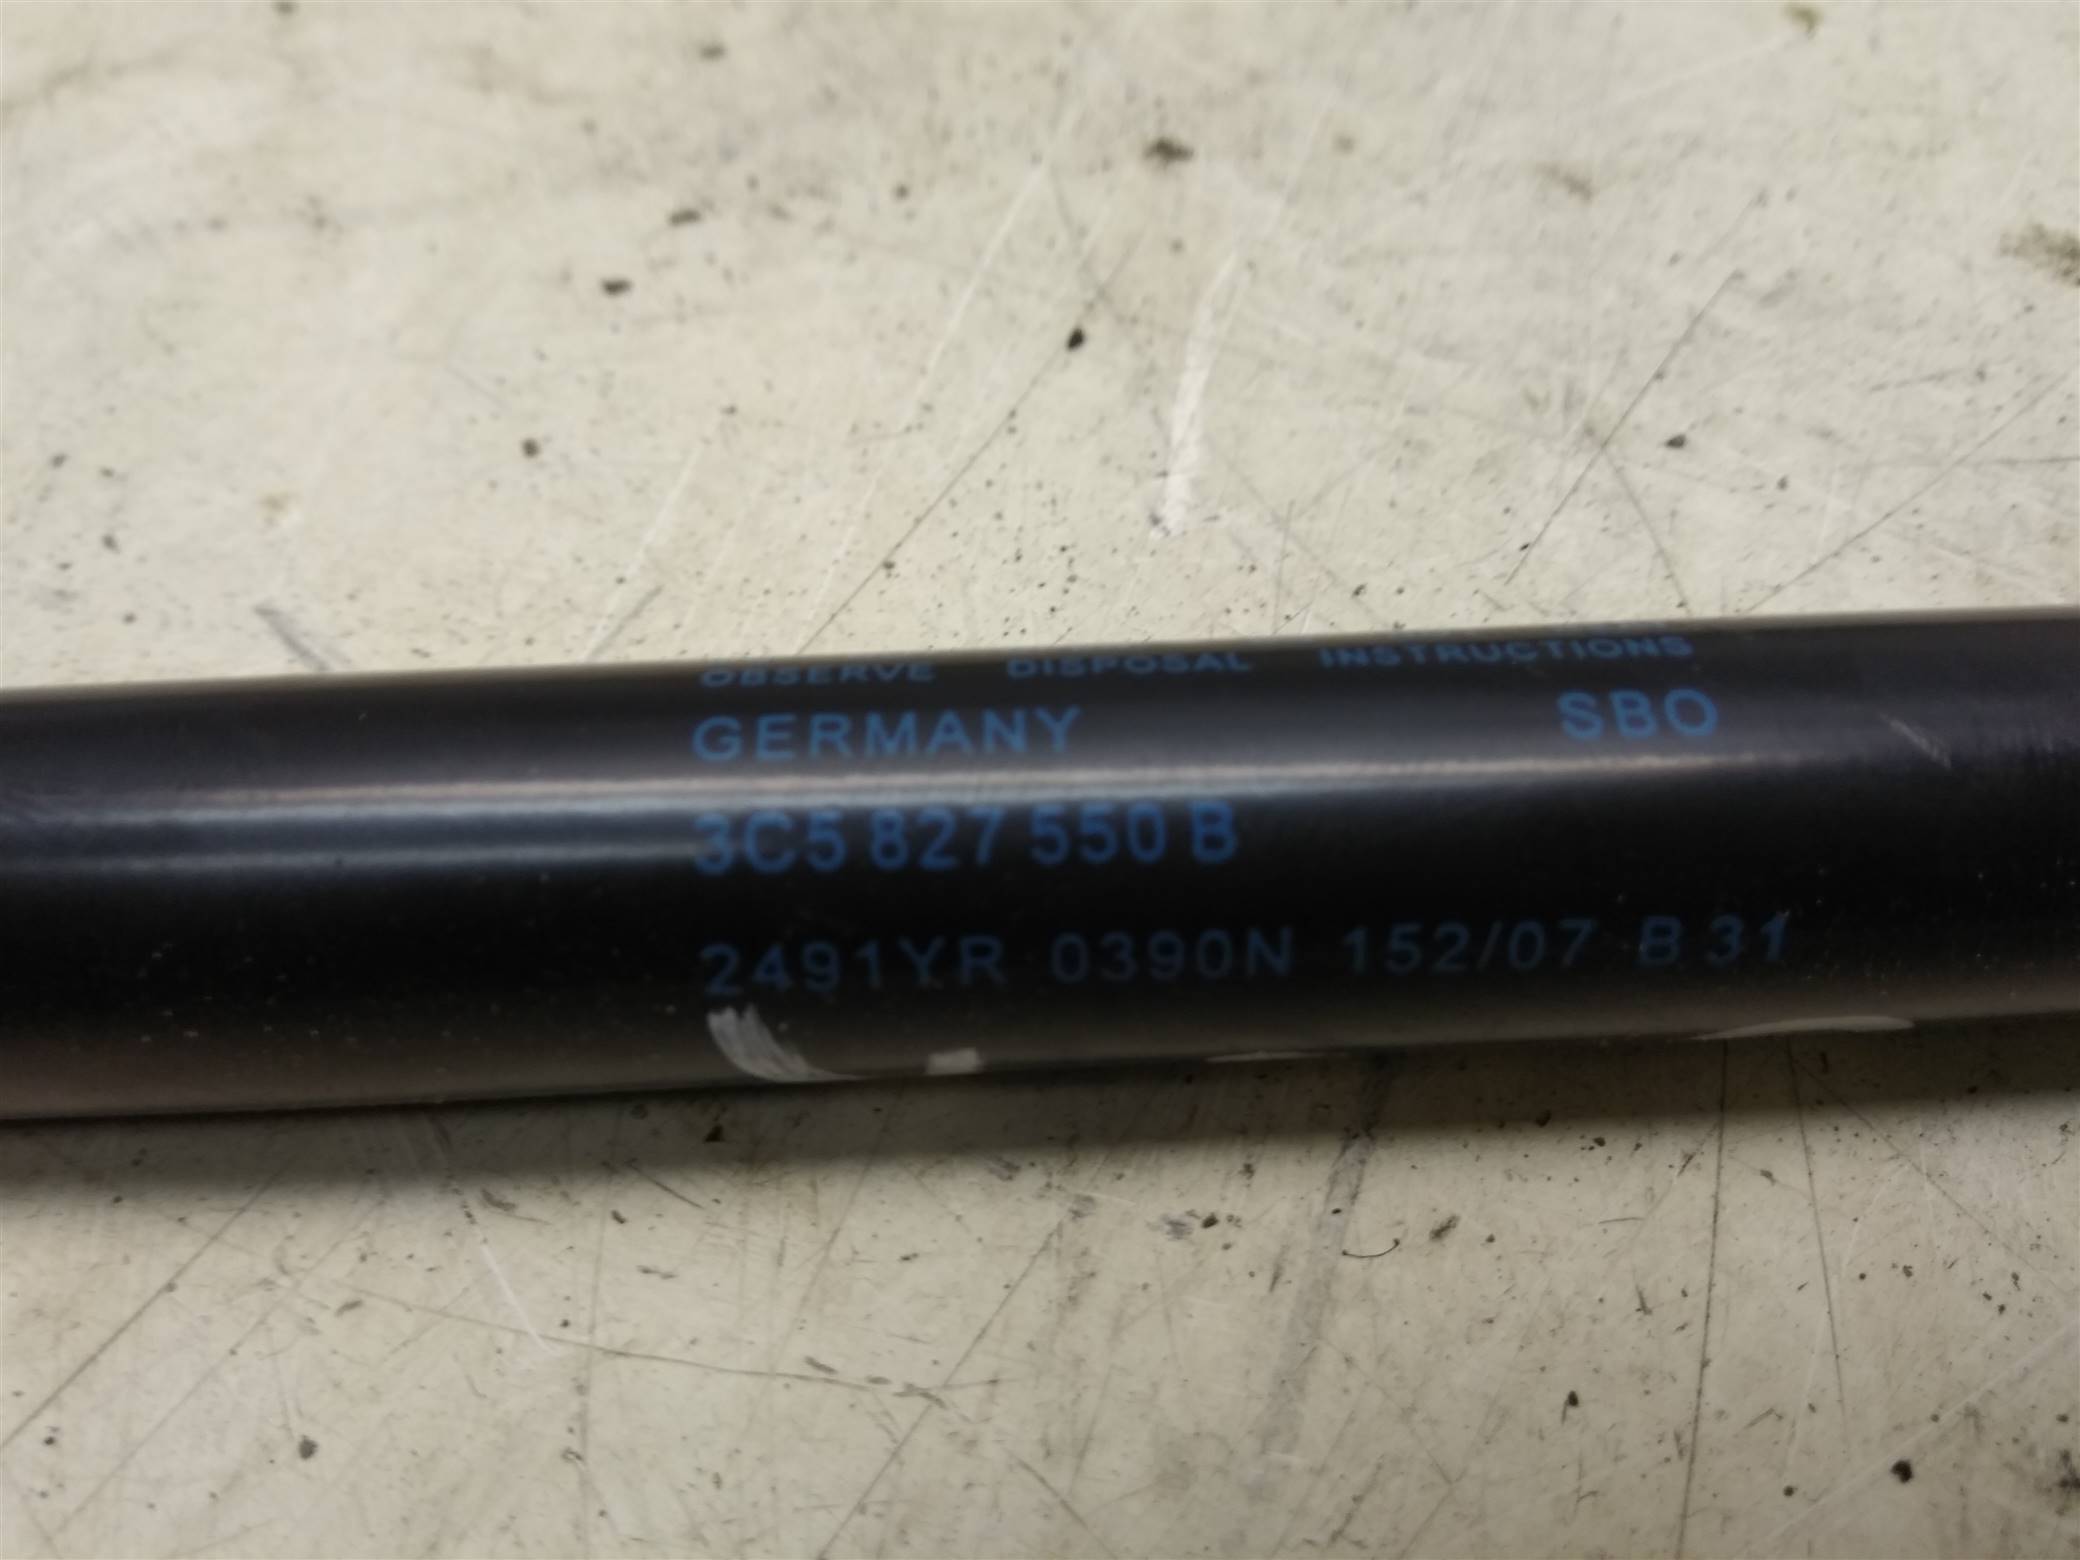 OBSERVE DISPOSAL INSTRUCTIONS
GERMANY SBO
3C5 827 550 B
2491YR 0390N 152/07 B 31